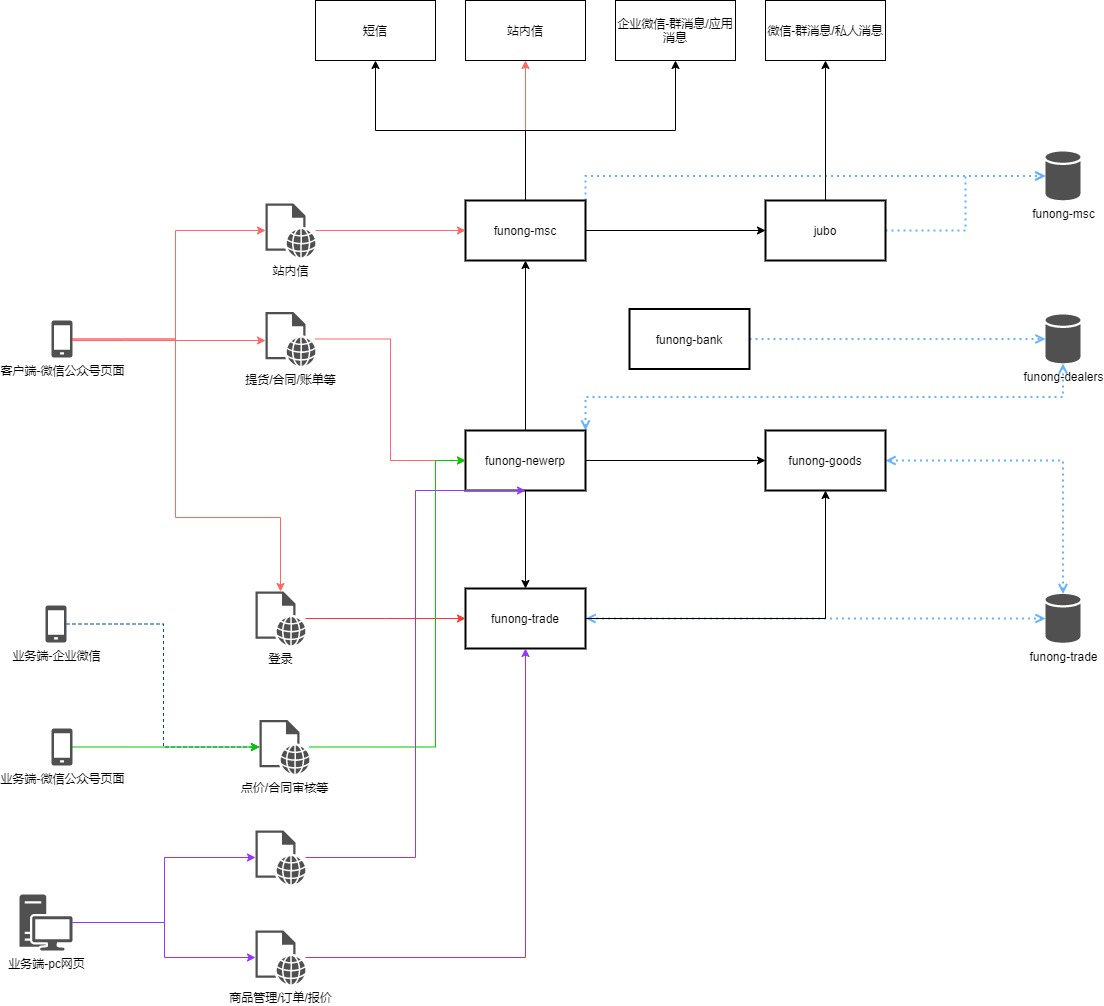 短信
站内信
企业微信-群消息/应用
消息
微信-群消息/私人消息
funong-msc
funong-msc
jubo
站内信
funong-bank
funong-dealers
客户端-微信公众号页面
提货/合同/账单等
funong-newerp
funong-goods
funong-trade
funong-trade
业务端-企业微信
登录
业务端-微信公众号页面
点价/合同审核等
业务端-pc网页
商品管理/订单/报价